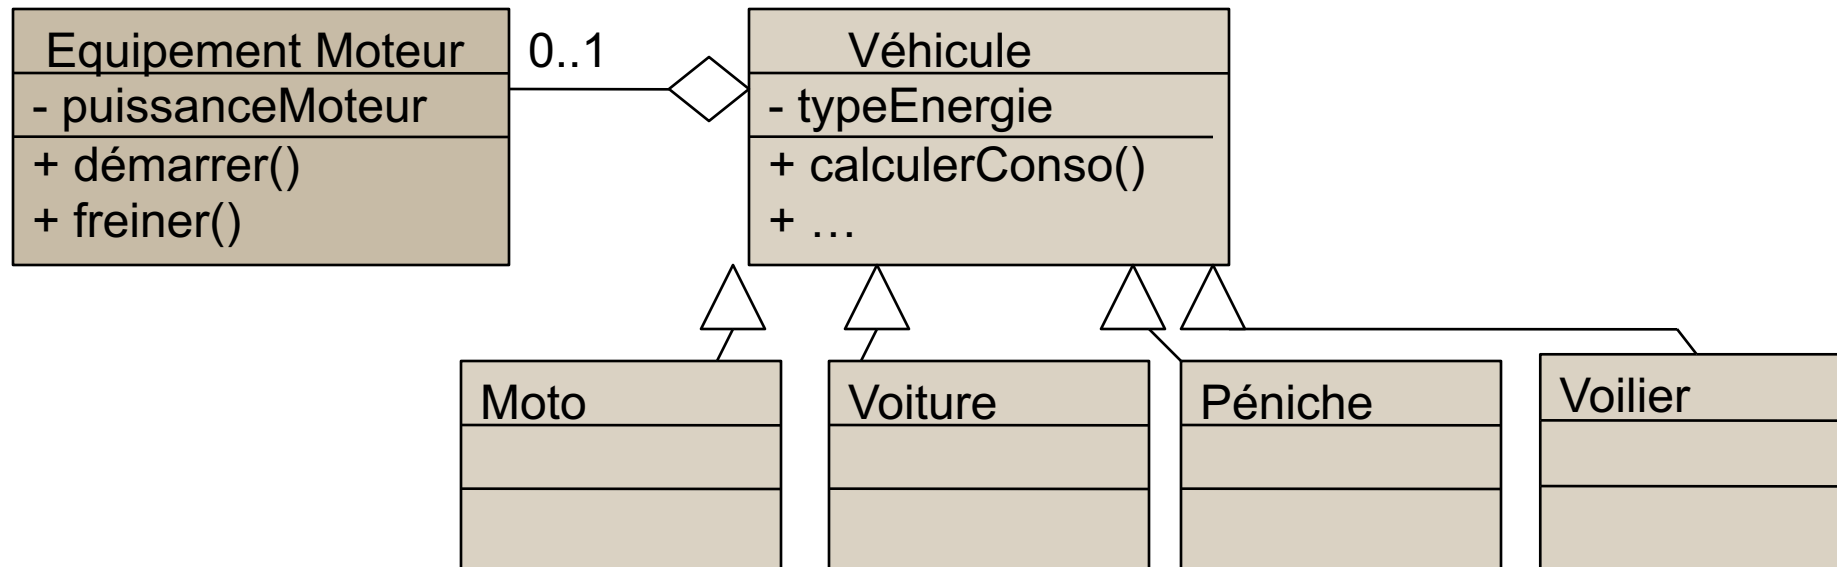 Equipement Moteur
- puissanceMoteur
+ démarrer()
+ freiner()
0..1
Véhicule
- typeEnergie
+ calculerConso()
+ …
Moto
Voiture
Péniche
Voilier